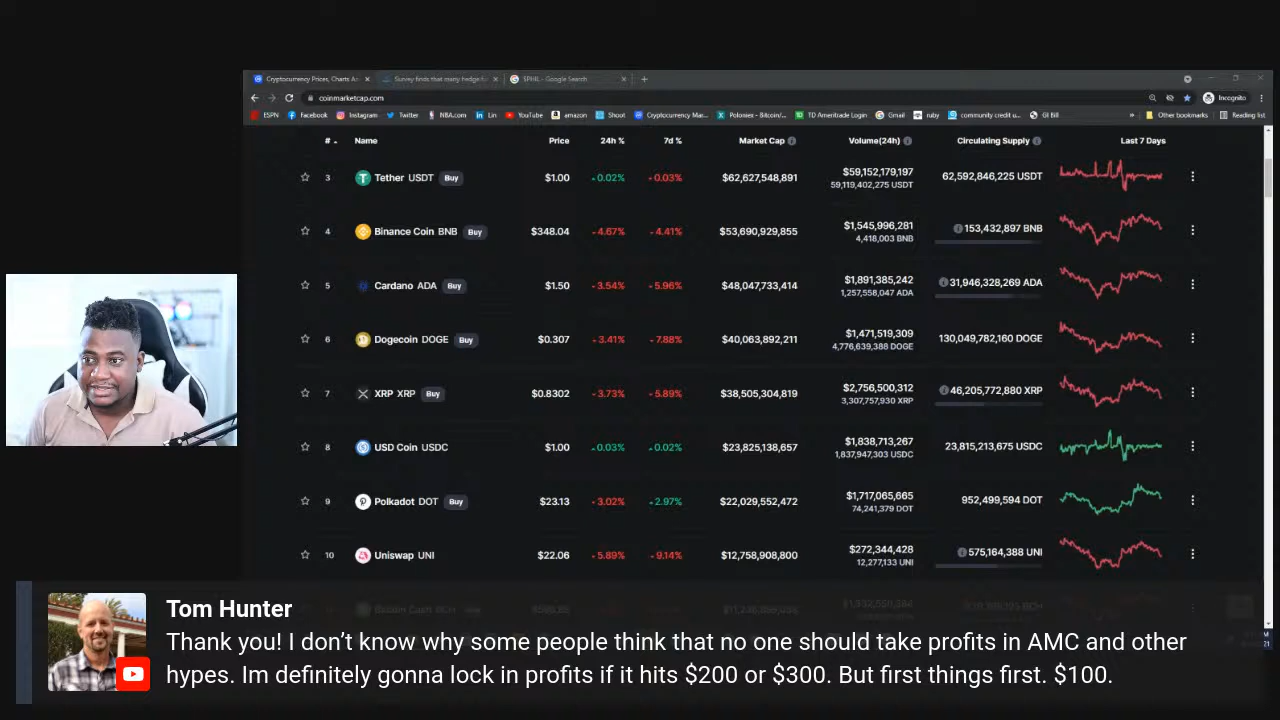 Cryptocurrency Prices, Charts An
Survey finds that many hedge fu
coinmarketcap.com
Incognito
ESPN Facebook Instagram Twitter NBA.com Lin YouTube amazon Shoot Cryptocurrency Mar... Poloniex - Bitcoin/... TD Ameritrade Login Gmail ruby community credit u... GI Bill » Other bookmarks Reading list
# Name Price 24h % 7d % Market Cap Volume(24h) Circulating Supply Last 7 Days
3 Tether USDT Buy $1.00 0.02% 0.03% $62,627,548,891 $59,152,179,197 62,592,846,225 USDT
59,119,402,275 USDT
4 Binance Coin BNB Buy $348.04 4.67% 4.41% $53,690,929,855 $1,545,996,281 153,432,897 BNB
4,418,003 BNB
5 Cardano ADA Buy $1.50 3.54% 5.96% $48,047,733,414 $1,891,385,242 31,946,328,269 ADA
1,257,558,047 ADA
6 Dogecoin DOGE Buy $0.307 3.41% 7.88% $40,063,892,211 $1,471,519,309 130,049,782,160 DOGE
4,776,639,388 DOGE
7 XRP XRP Buy $0.8302 3.73% 5.89% $38,505,304,819 $2,756,500,312 46,205,772,880 XRP
3,307,757,930 XRP
8 USD Coin USDC $1.00 0.03% 0.02% $23,825,138,657 $1,838,713,267 23,815,213,675 USDC
1,837,947,303 USDC
9 Polkadot DOT Buy $23.13 3.02% 2.97% $22,029,552,472 $1,717,065,665 952,499,594 DOT
74,241,379 DOT
10 Uniswap UNI $22.06 5.89% 9.14% $12,758,908,800 $272,344,428 575,164,388 UNI
12,277,133 UNI
Bitcoin Cash BCH
Tom Hunter
Thank you! I don’t know why some people think that no one should take profits in AMC and other
hypes. Im definitely gonna lock in profits if it hits $200 or $300. But first things first. $100.